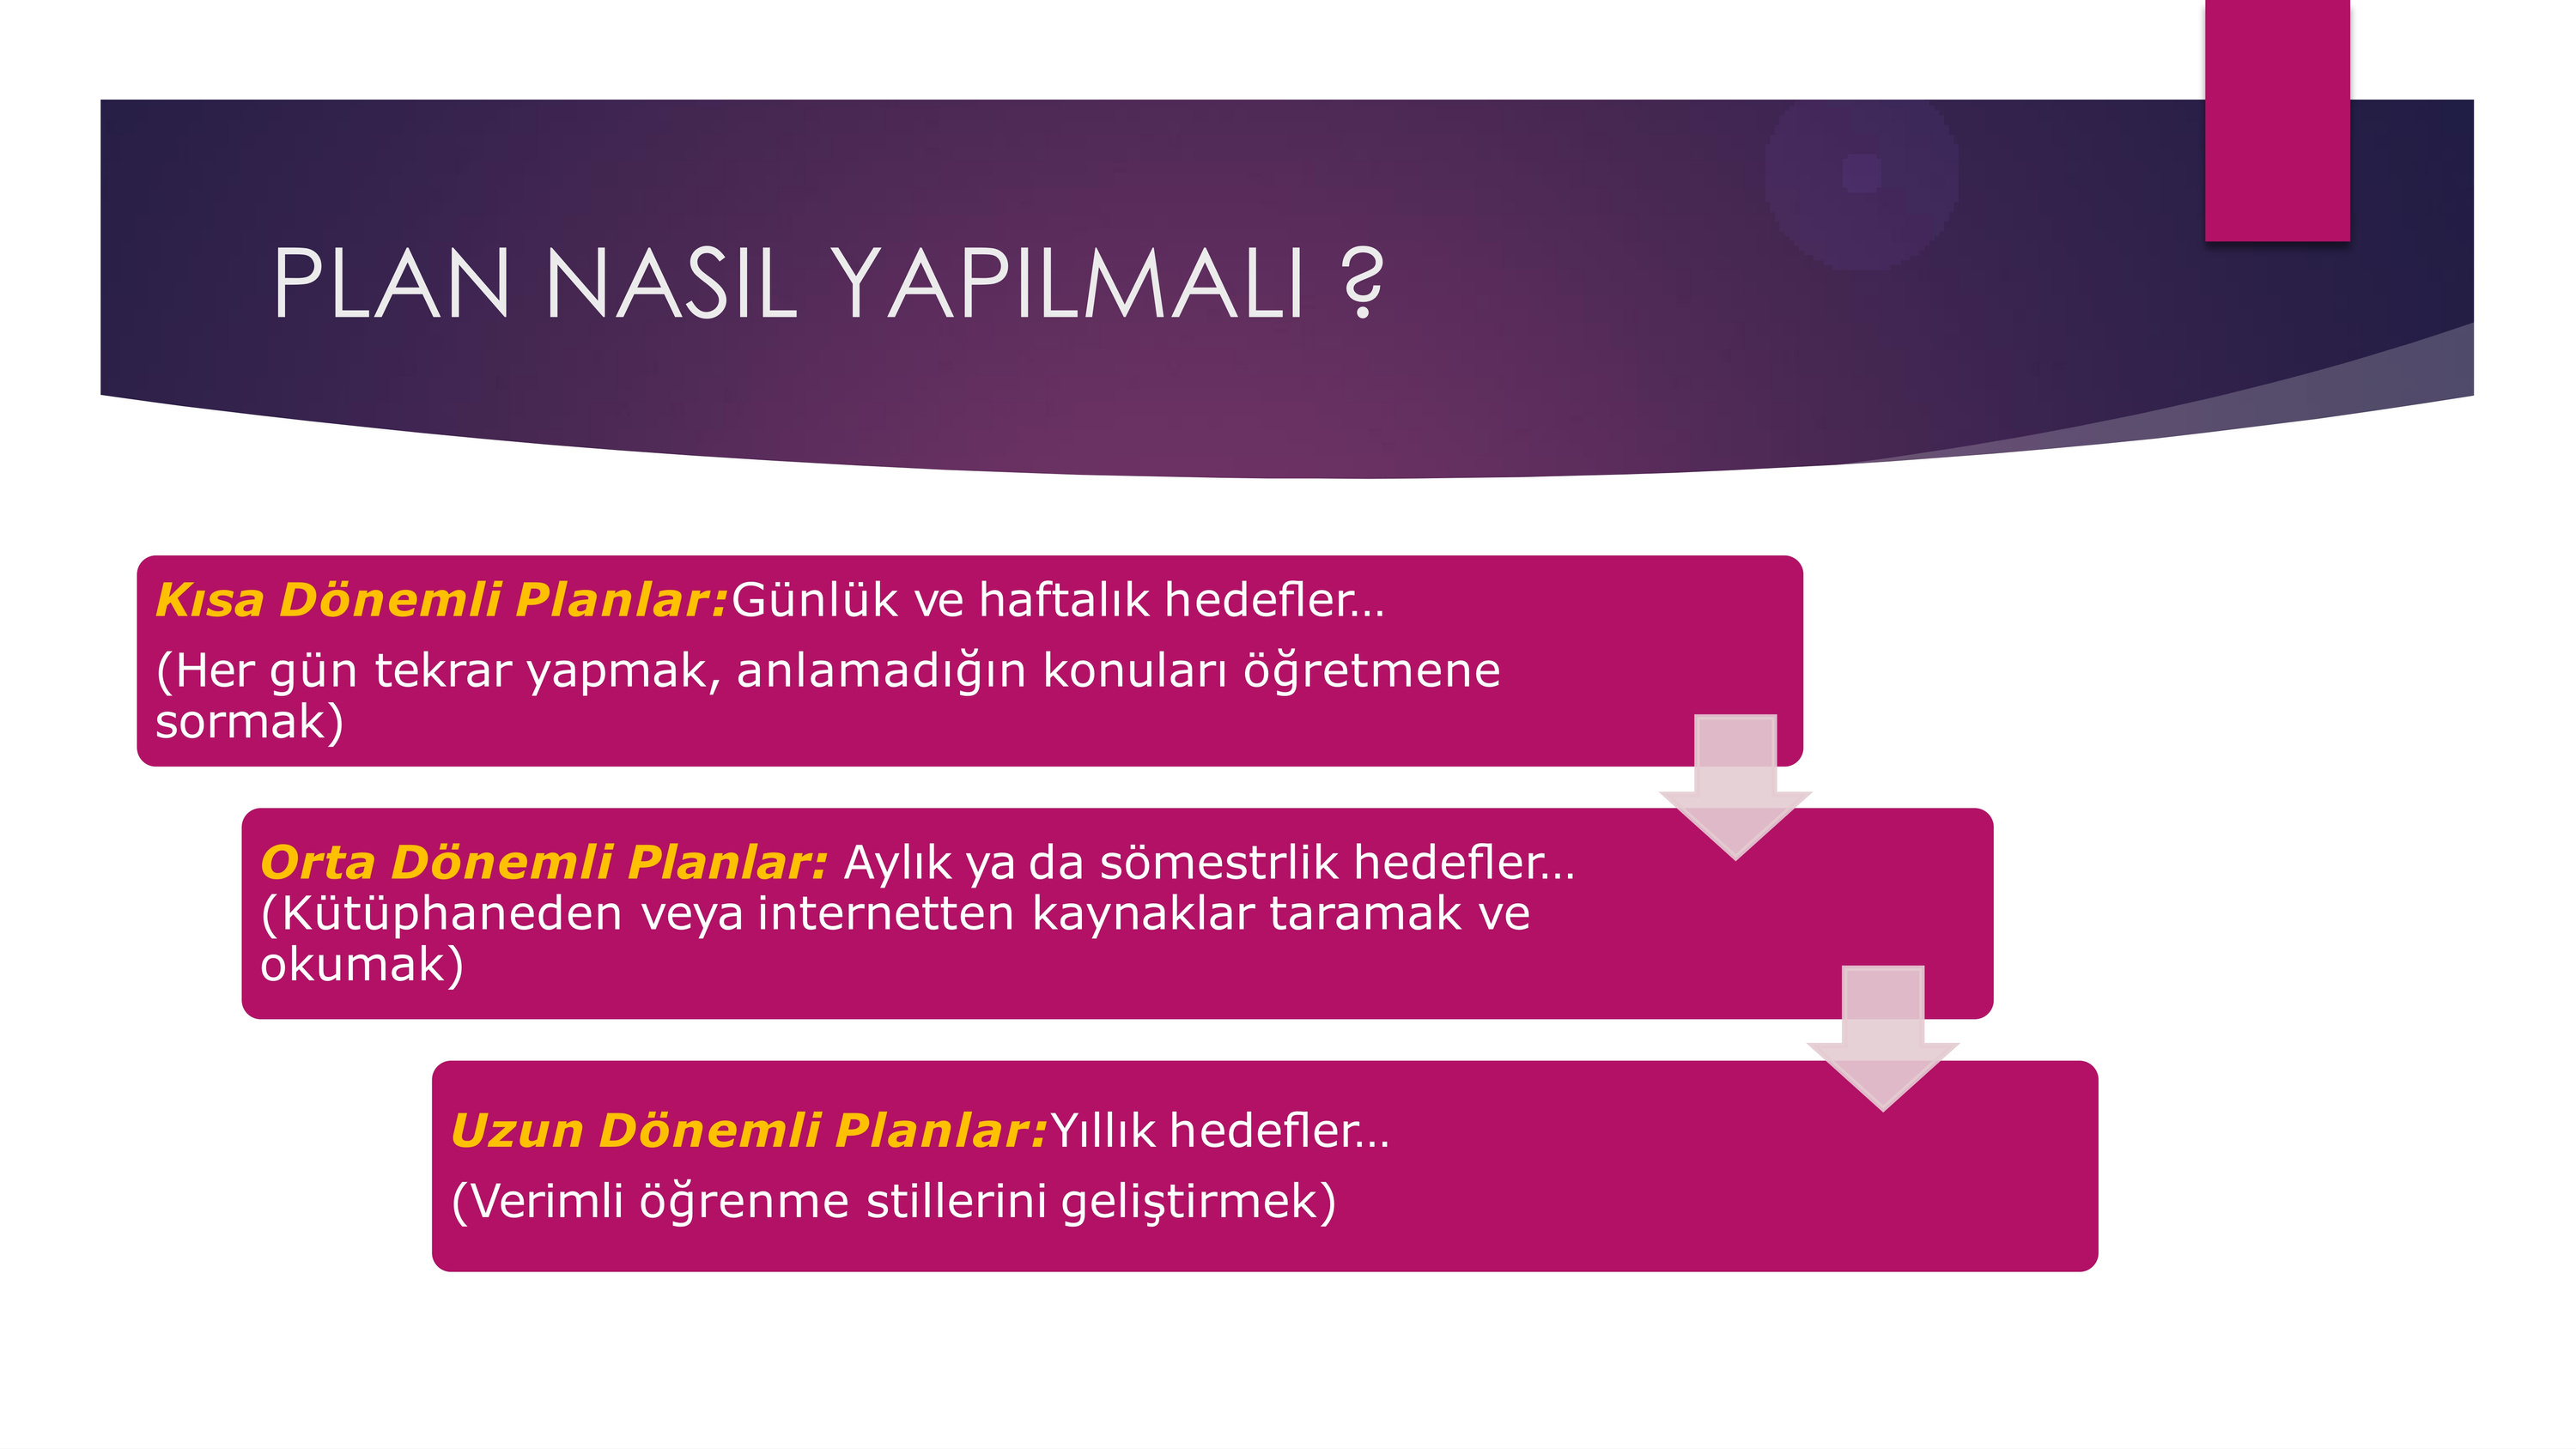 PLAN NASIL YAPILMALI ?
Kısa Dönemli Planlar:Günlük ve haftalık hedefler…
(Her gün tekrar yapmak, anlamadığın konuları öğretmene
sormak)
Orta Dönemli Planlar: Aylık ya da sömestrlik hedefler…
(Kütüphaneden veya internetten kaynaklar taramak ve
okumak)
Uzun Dönemli Planlar:Yıllık hedefler…
(Verimli öğrenme stillerini geliştirmek)